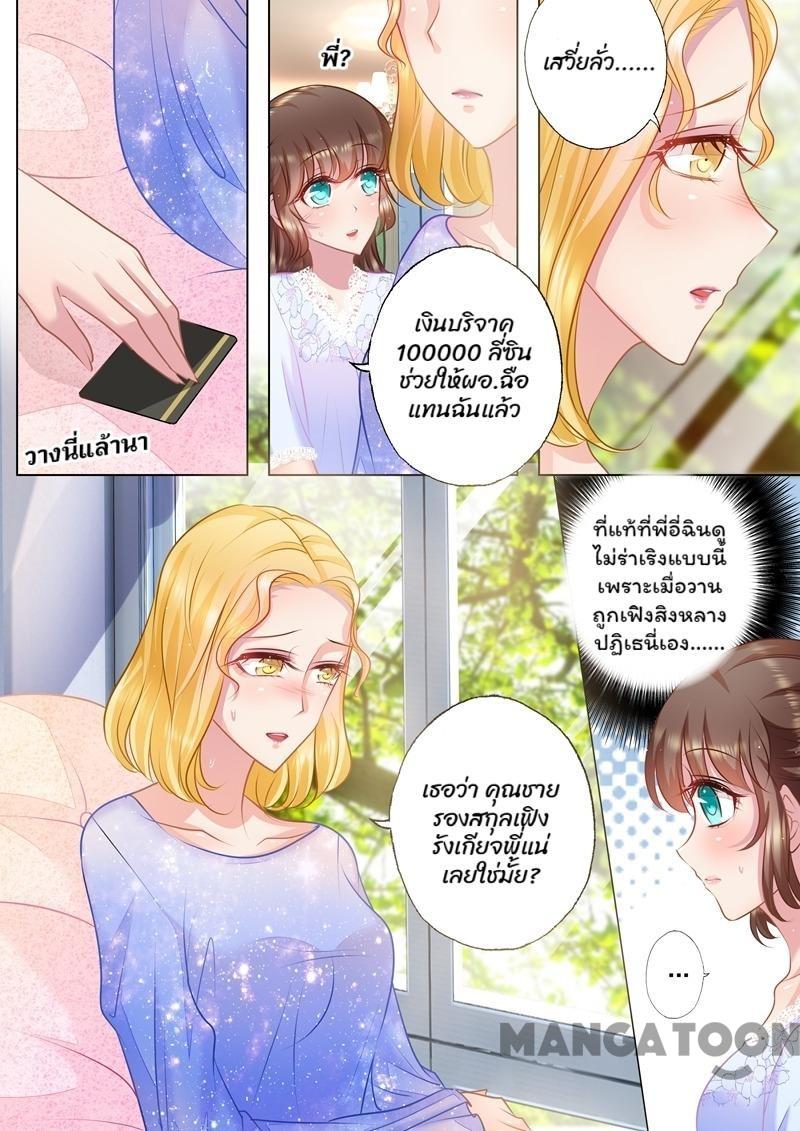 พี่?
เสวี่ยลั่ว......
เงินบริจาค
100000 ลี่ซิน
ช่วยให้ผอ.ฉือ
แทนฉันแล้ว
วางนี่แล้านา
ที่แท้ที่พี่อี่ฉินดู
ไม่ร่าเริงแบบนี้
เพราะเมื่อวาน
ถูกเฟิงสิงหลาง
ปฏิเธนี่เอง......
เธอว่า คุณชาย
รองสกุลเฟิง
รังเกียจพี่แน่
เลยใช่มั้ย?
...
MANGATOON